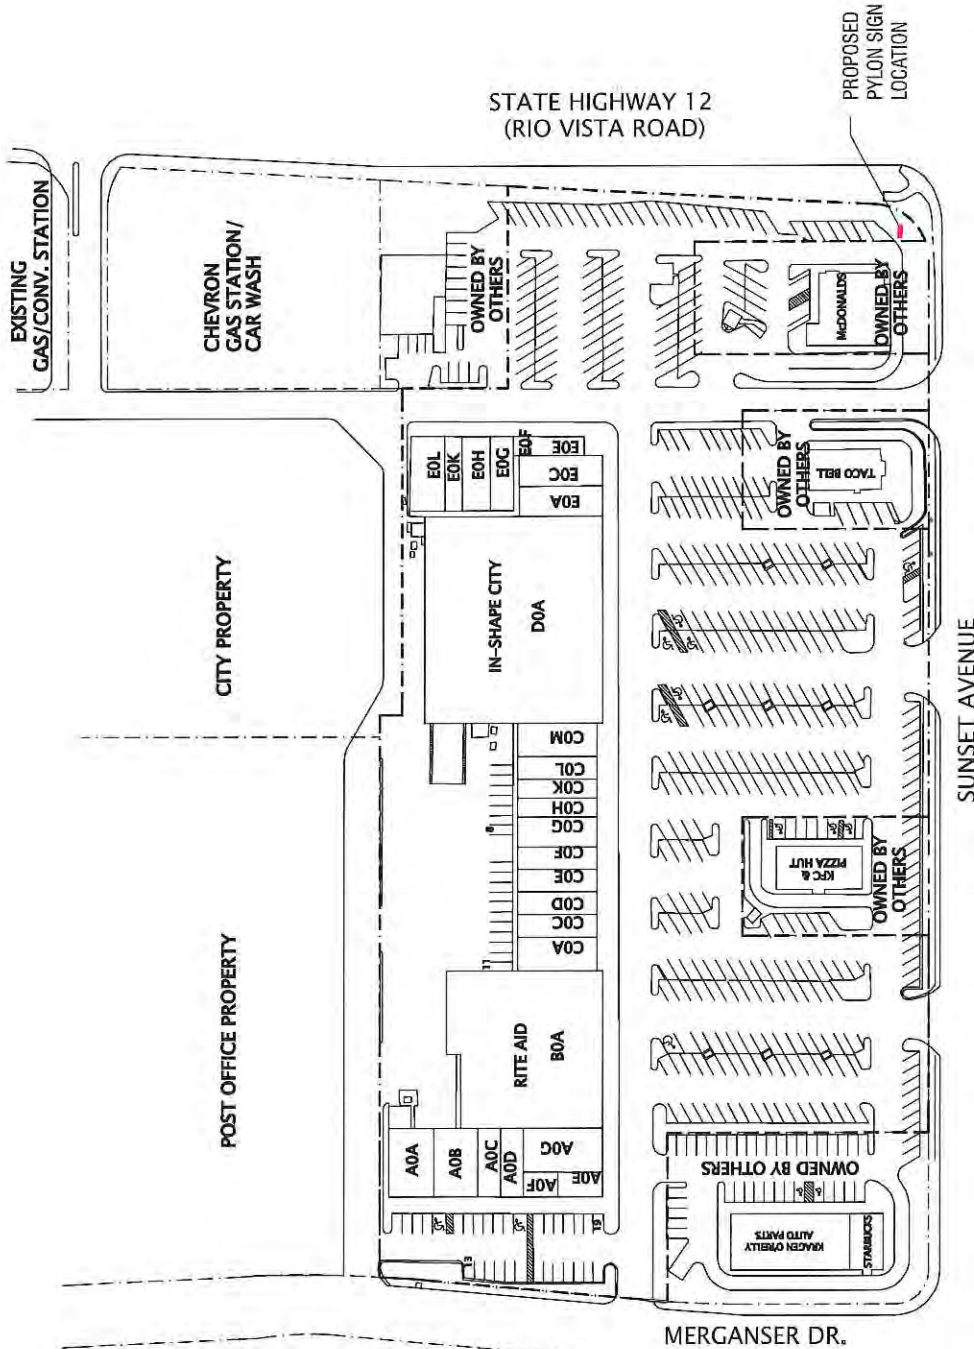 PROPOSED
PYLON SIGN
LOCATION
STATE HIGHWAY 12
(RIO VISTA ROAD)
EXISTING
GAS/CONV. STATION
CHEVRON
GAS STATION/
CAR WASH
OWNED BY
OTHERS
McDONALDS
OWNED BY
OTHERS
E0L
E0K
E0H
E0G
E0F
E0E
E0C
E0A
OWNED BY
OTHERS
TACO BELL
CITY PROPERTY
IN-SHAPE CITY
D0A
SUNSET AVENUE
C0M
C0L
C0K
C0H
C0G
C0F
C0E
C0D
C0C
C0A
8
11
KFC &
PIZZA HUT
OWNED BY
OTHERS
POST OFFICE PROPERTY
RITE AID
B0A
A0A
A0B
A0C
A0D
A0G
A0F
A0E
OWNED BY OTHERS
13
19
KRAGEN O'REILLY
AUTO PARTS
STARBUCKS
MERGANSER DR.